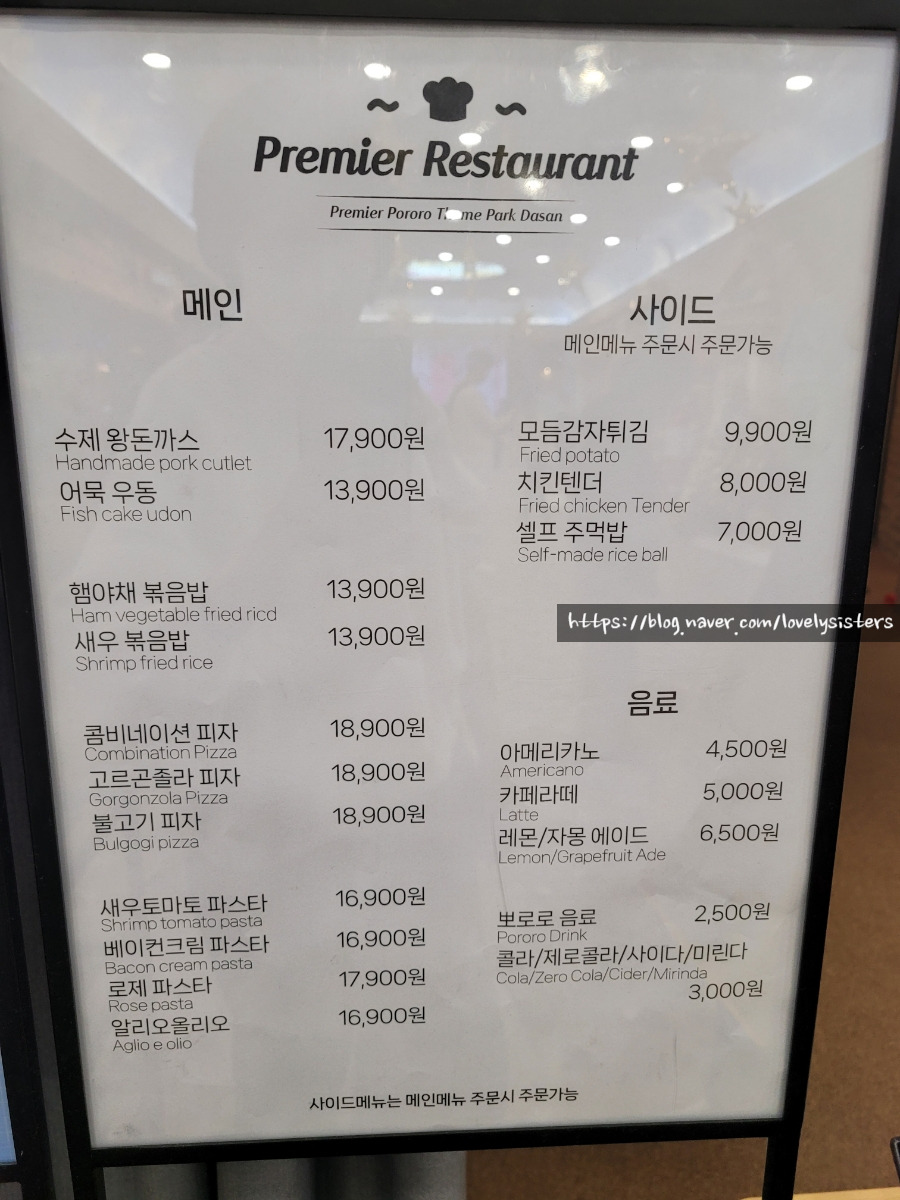 Premier Restaurant
Premier Pororo Theme Park Dasan
메인
수제 왕돈까스 17,900원
Handmade pork cutlet
어묵 우동 13,900원
Fish cake udon
햄야채 볶음밥 13,900원
Ham vegetable fried ricd
새우 볶음밥 13,900원
Shrimp fried rice
콤비네이션 피자 18,900원
Combination Pizza
고르곤졸라 피자 18,900원
Gorgonzola Pizza
불고기 피자 18,900원
Bulgogi pizza
새우토마토 파스타 16,900원
Shrimp tomato pasta
베이컨크림 파스타 16,900원
Bacon cream pasta
로제 파스타 17,900원
Rose pasta
알리오올리오 16,900원
Aglio e olio
사이드
메인메뉴 주문시 주문가능
모듬감자튀김 9,900원
Fried potato
치킨텐더 8,000원
Fried chicken Tender
셀프 주먹밥 7,000원
Self-made rice ball
https://blog.naver.com/lovelysisters
음료
아메리카노 4,500원
Americano
카페라떼 5,000원
Latte
레몬/자몽 에이드 6,500원
Lemon/Grapefruit Ade
뽀로로 음료 2,500원
Pororo Drink
콜라/제로콜라/사이다/미린다
Cola/Zero Cola/Cider/Mirinda
3,000원
사이드메뉴는 메인메뉴 주문시 주문가능